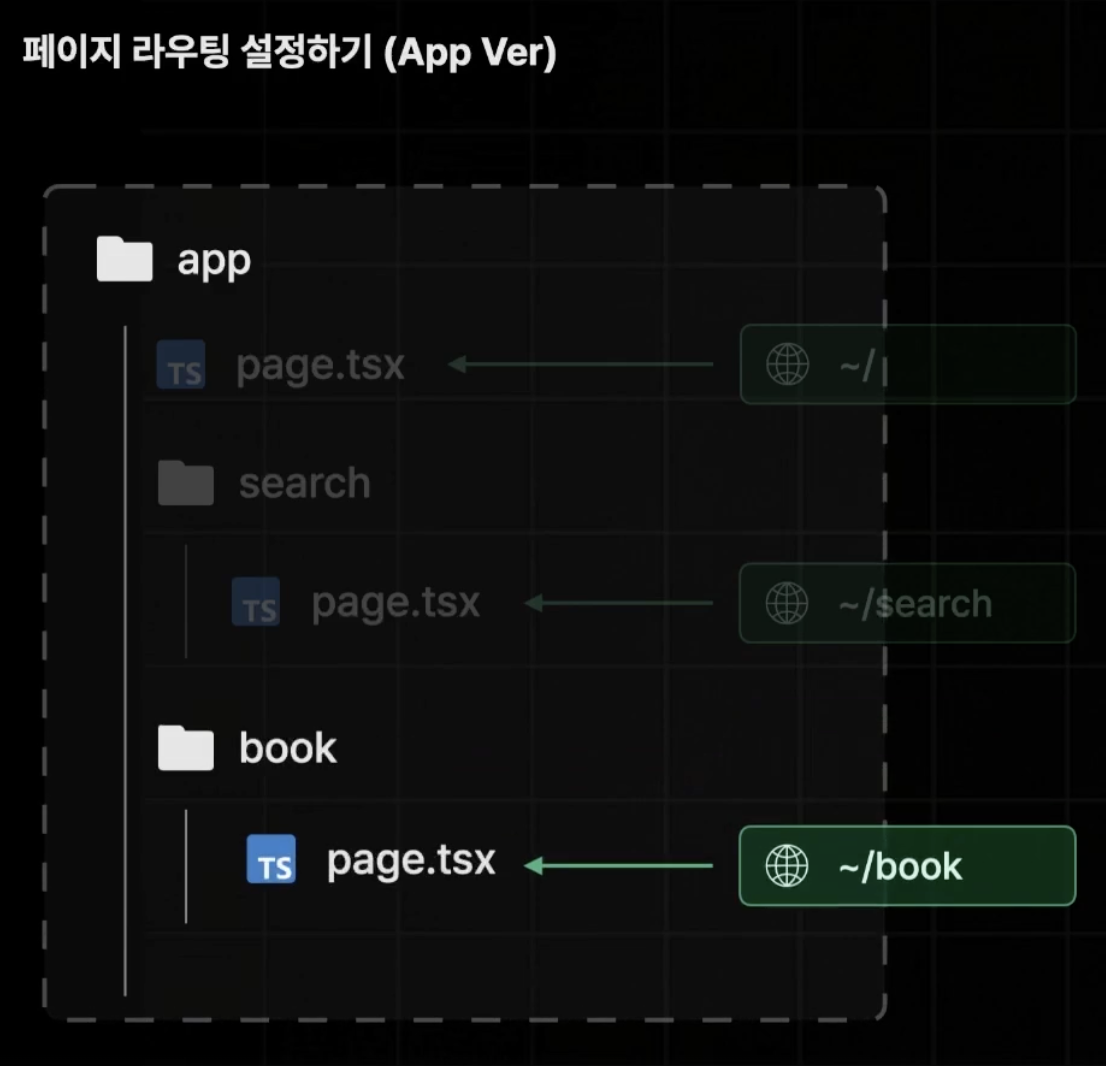 페이지 라우팅 설정하기 (App Ver)
app
TS page.tsx ~/
search
TS page.tsx ~/search
book
TS page.tsx ~/book